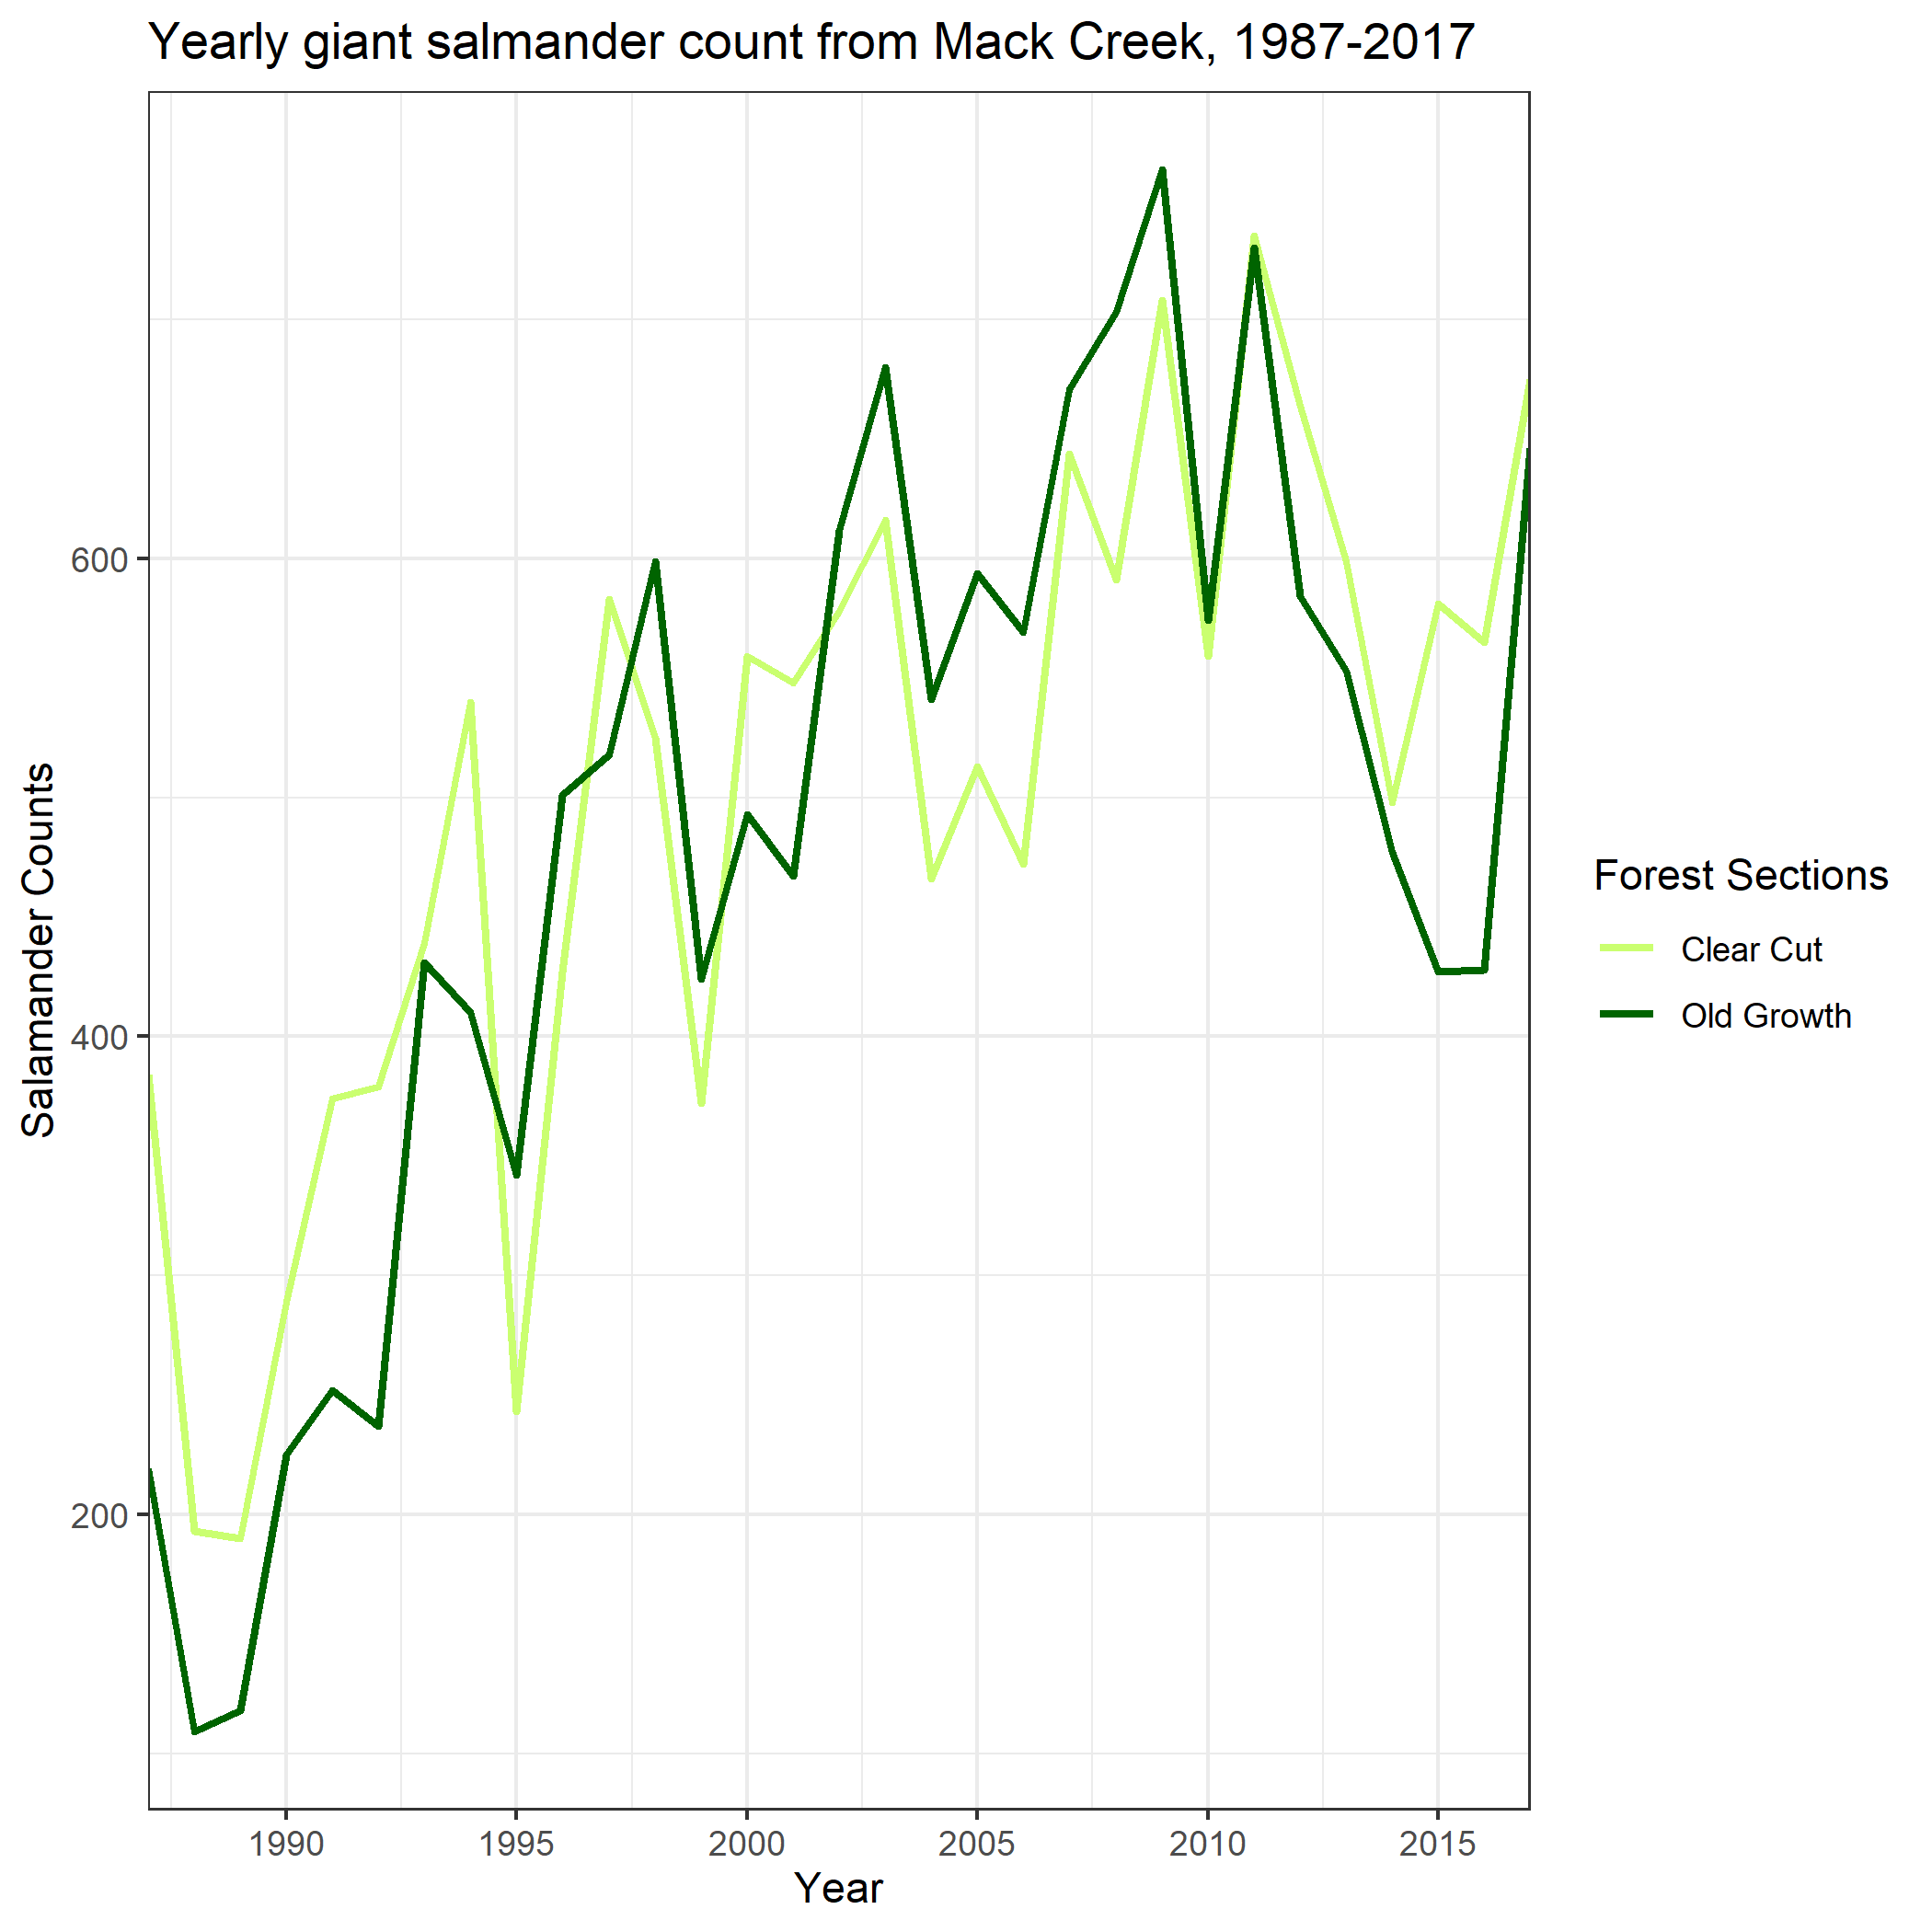 Yearly giant salmander count from Mack Creek, 1987-2017
600
400
200
Salamander Counts
1990 1995 2000 2005 2010 2015
Year
Forest Sections
Clear Cut
Old Growth